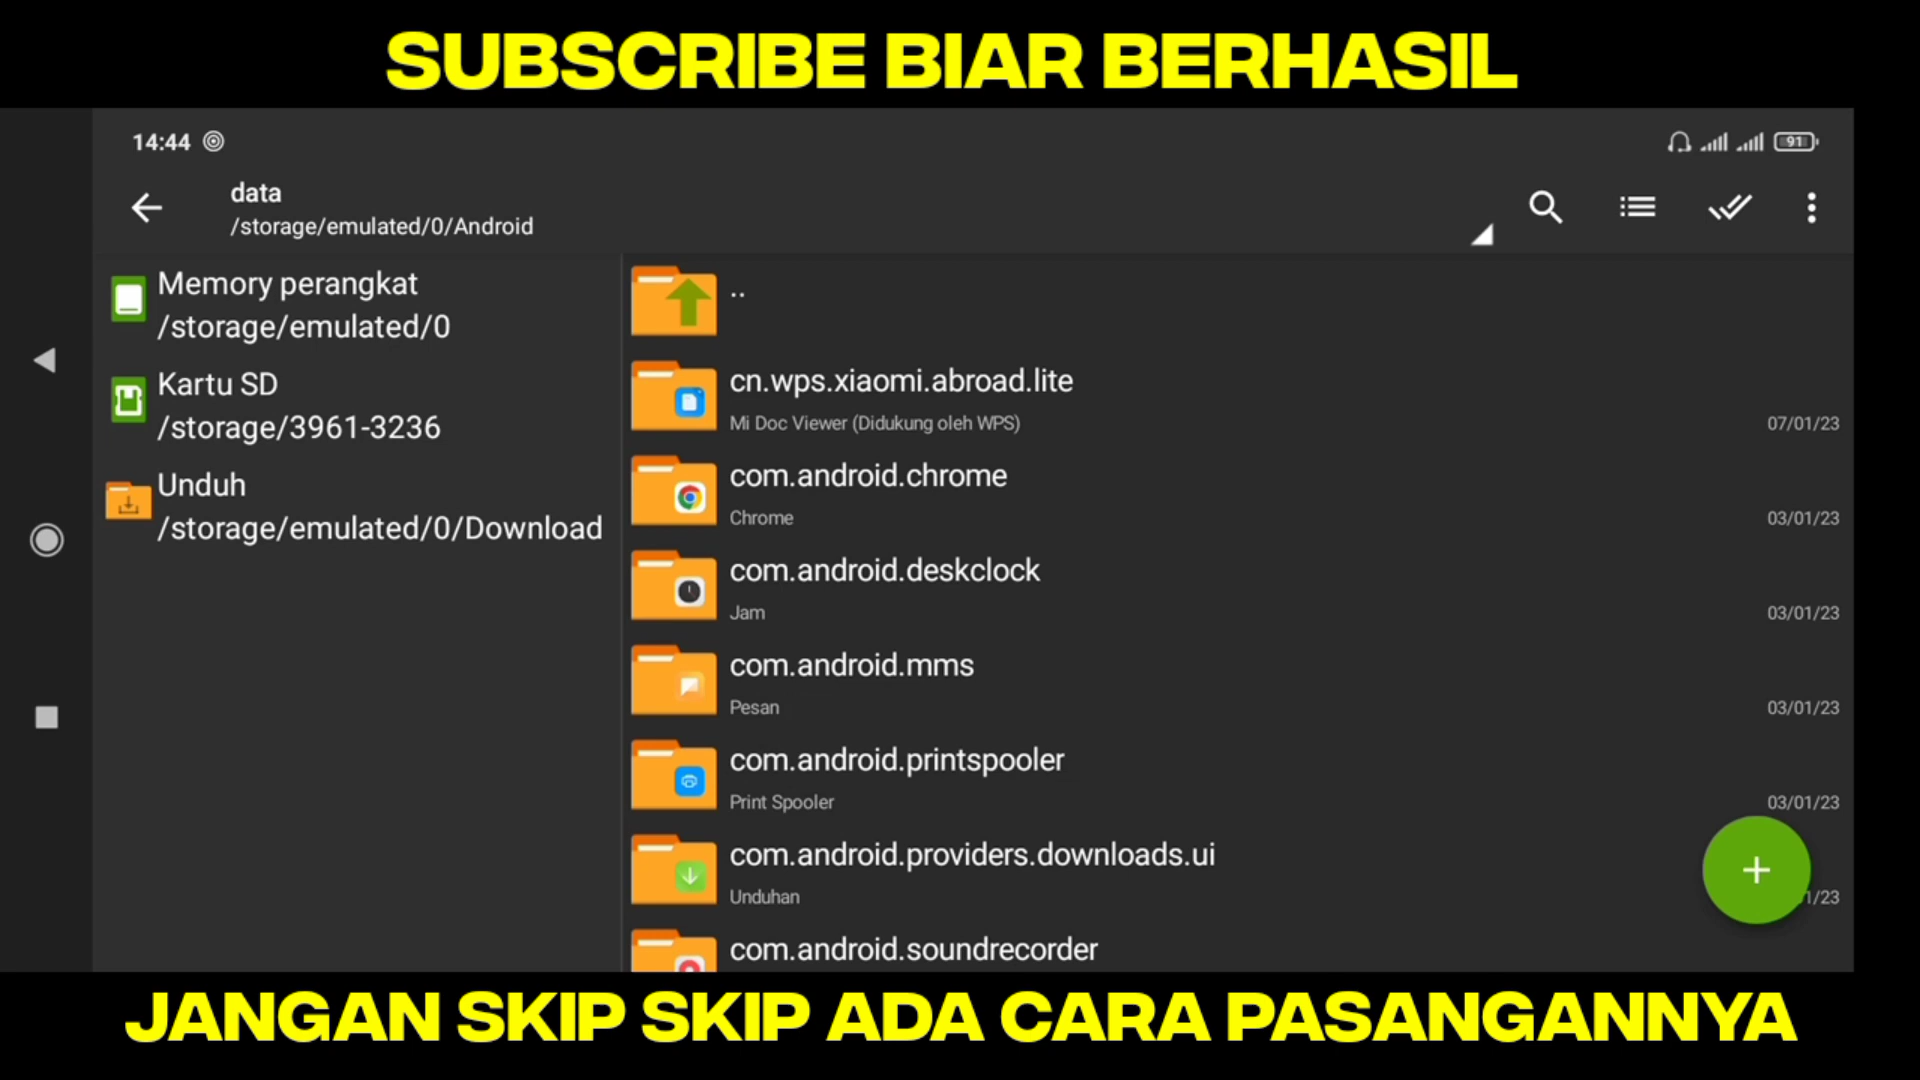 SUBSCRIBE BIAR BERHASIL
14:44
91
data
/storage/emulated/0/Android
Memory perangkat
/storage/emulated/0
Kartu SD
/storage/3961-3236
Unduh
/storage/emulated/0/Download
..
cn.wps.xiaomi.abroad.lite
Mi Doc Viewer (Didukung oleh WPS)
07/01/23
com.android.chrome
Chrome
03/01/23
com.android.deskclock
Jam
03/01/23
com.android.mms
Pesan
03/01/23
com.android.printspooler
Print Spooler
03/01/23
com.android.providers.downloads.ui
Unduhan
1/23
com.android.soundrecorder
JANGAN SKIP SKIP ADA CARA PASANGANNYA